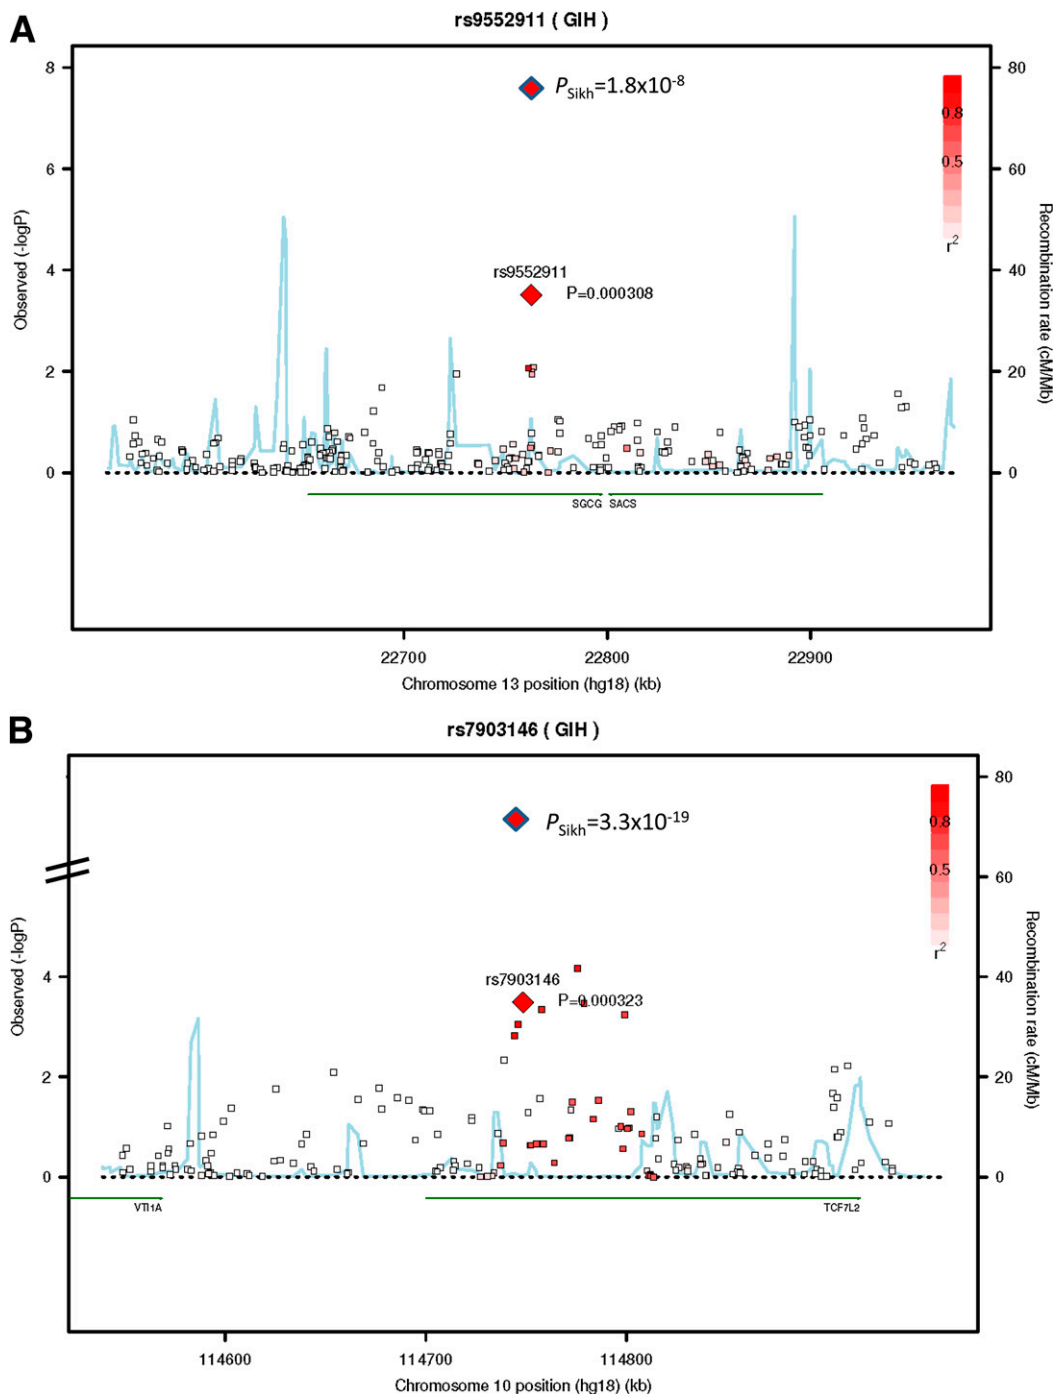 A
rs9552911 ( GIH )
8
80
P Sikh=1.8x10-8
0.8
6
60
0.5
r2
Observed (-logP)
Recombination rate (cM/Mb)
4
40
rs9552911
P=0.000308
2
20
0
0
SGCG SACS
22700 22800 22900
Chromosome 13 position (hg18) (kb)
B
rs7903146 ( GIH )
80
P Sikh=3.3x10-19
0.8
60
0.5
r2
Observed (-logP)
Recombination rate (cM/Mb)
4
40
rs7903146
P=0.000323
2
20
0
0
VTI1A TCF7L2
114600 114700 114800
Chromosome 10 position (hg18) (kb)